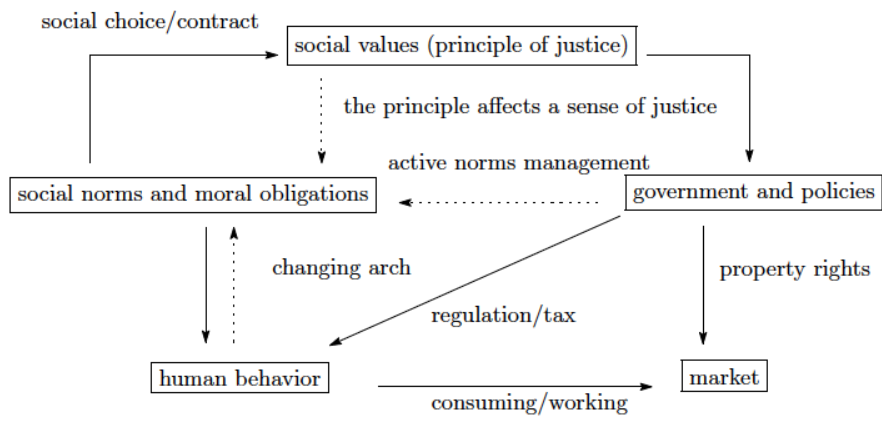 social choice/contract
social values (principle of justice)
the principle affects a sense of justice
active norms management
social norms and moral obligations
government and policies
changing arch
property rights
regulation/tax
human behavior
market
consuming/working